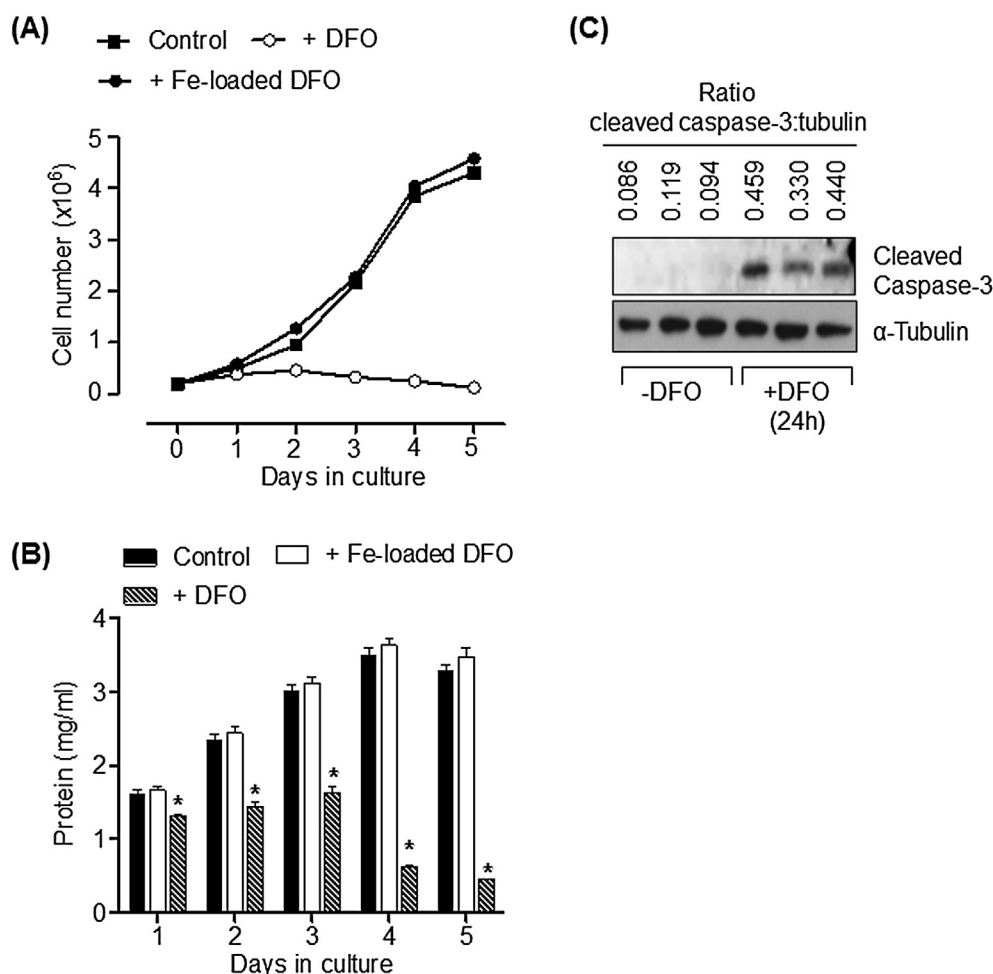 (A)
Control + DFO
+ Fe-loaded DFO
Cell number (x10⁶)
5
4
3
2
1
0
0 1 2 3 4 5
Days in culture
(C)
Ratio
cleaved caspase-3:tubulin
0.086 0.119 0.094 0.459 0.330 0.440
Cleaved
Caspase-3
α-Tubulin
-DFO +DFO
(24h)
(B)
Control + Fe-loaded DFO
+ DFO
Protein (mg/ml)
4
3
2
1
0
* * * * *
1 2 3 4 5
Days in culture